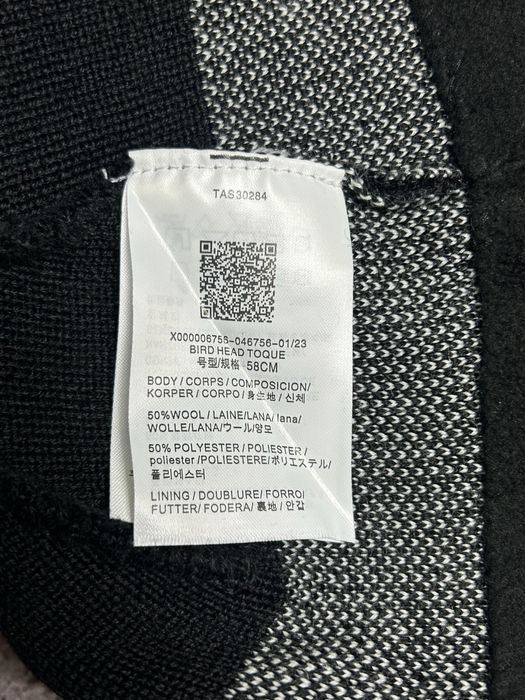 TAS30284
X000006756-046756-01/23
BIRD HEAD TOQUE
号型/规格 58CM
BODY / CORPS / COMPOSICION/
KORPER / CORPO / 身生地 / 신체
50%WOOL / LAINE/LANA/ lana/
WOLLE/LANA/ウール/양모
50% POLYESTER / POLIESTER /
poliester /POLIESTERE/ポリエステル/
폴리에스터
LINING / DOUBLURE/ FORRO/
FUTTER/ FODERA/ 裏地 / 안감